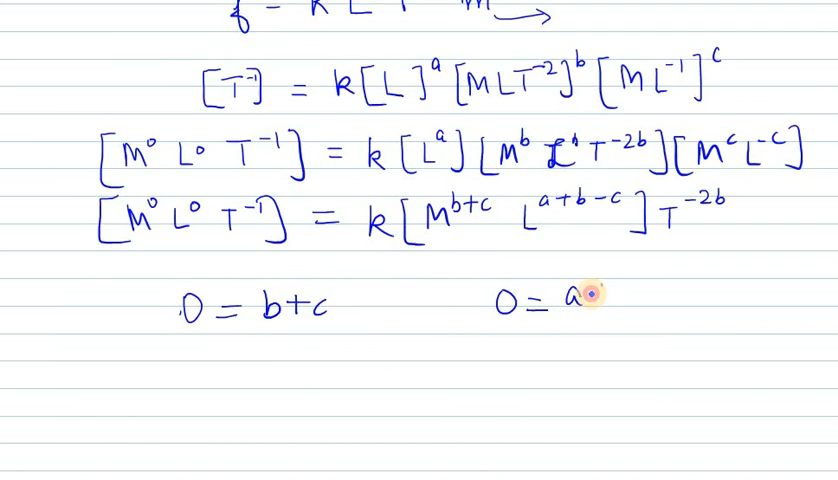 [T⁻¹] = k[L]ᵃ[MLT⁻²]ᵇ[ML⁻¹]ᶜ
[M⁰ L⁰ T⁻¹] = k[Lᵃ][Mᵇ Lᵇ T⁻²ᵇ][Mᶜ L⁻ᶜ]
[M⁰ L⁰ T⁻¹] = k[Mᵇ⁺ᶜ Lᵃ⁺ᵇ⁻ᶜ] T⁻²ᵇ
0 = b+c 0 = a